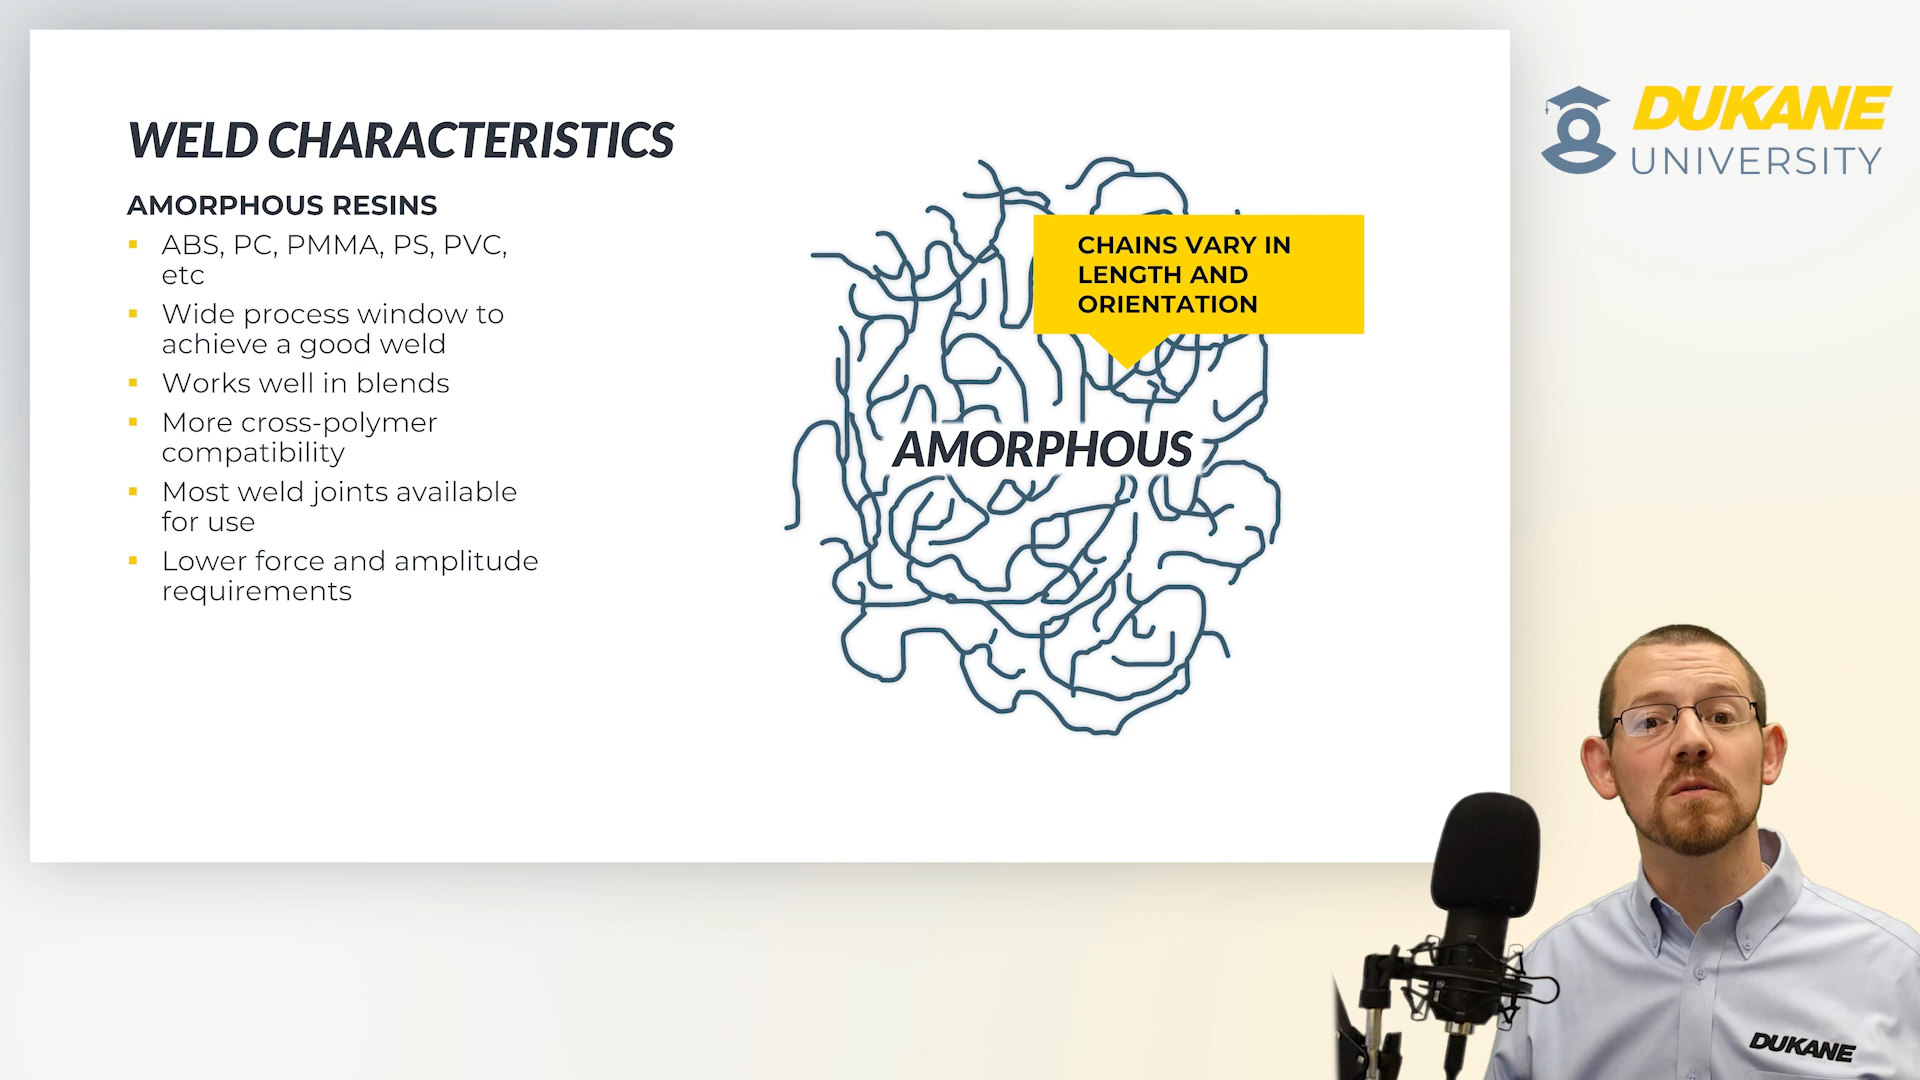 WELD CHARACTERISTICS
AMORPHOUS RESINS
ABS, PC, PMMA, PS, PVC,
etc
Wide process window to
achieve a good weld
Works well in blends
More cross-polymer
compatibility
Most weld joints available
for use
Lower force and amplitude
requirements
CHAINS VARY IN
LENGTH AND
ORIENTATION
AMORPHOUS
DUKANE
UNIVERSITY
DUKANE